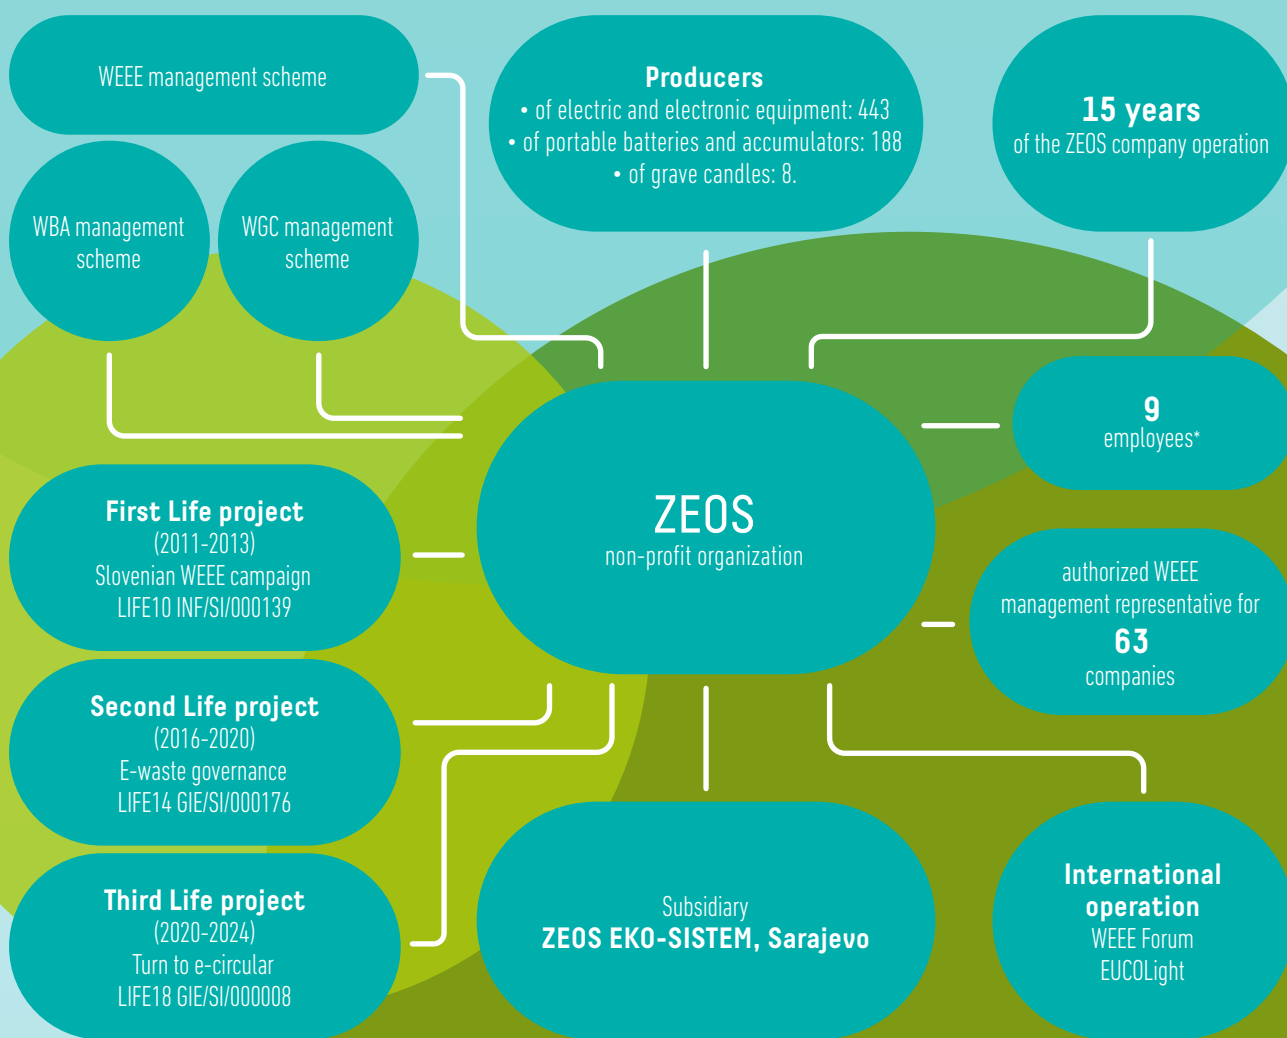 WEEE management scheme
WBA management
scheme
WGC management
scheme
Producers
• of electric and electronic equipment: 443
• of portable batteries and accumulators: 188
• of grave candles: 8.
15 years
of the ZEOS company operation
9
employees*
ZEOS
non-profit organization
authorized WEEE
management representative for
63
companies
First Life project
(2011-2013)
Slovenian WEEE campaign
LIFE10 INF/SI/000139
Second Life project
(2016-2020)
E-waste governance
LIFE14 GIE/SI/000176
Third Life project
(2020-2024)
Turn to e-circular
LIFE18 GIE/SI/000008
Subsidiary
ZEOS EKO-SISTEM, Sarajevo
International
operation
WEEE Forum
EUCOLight